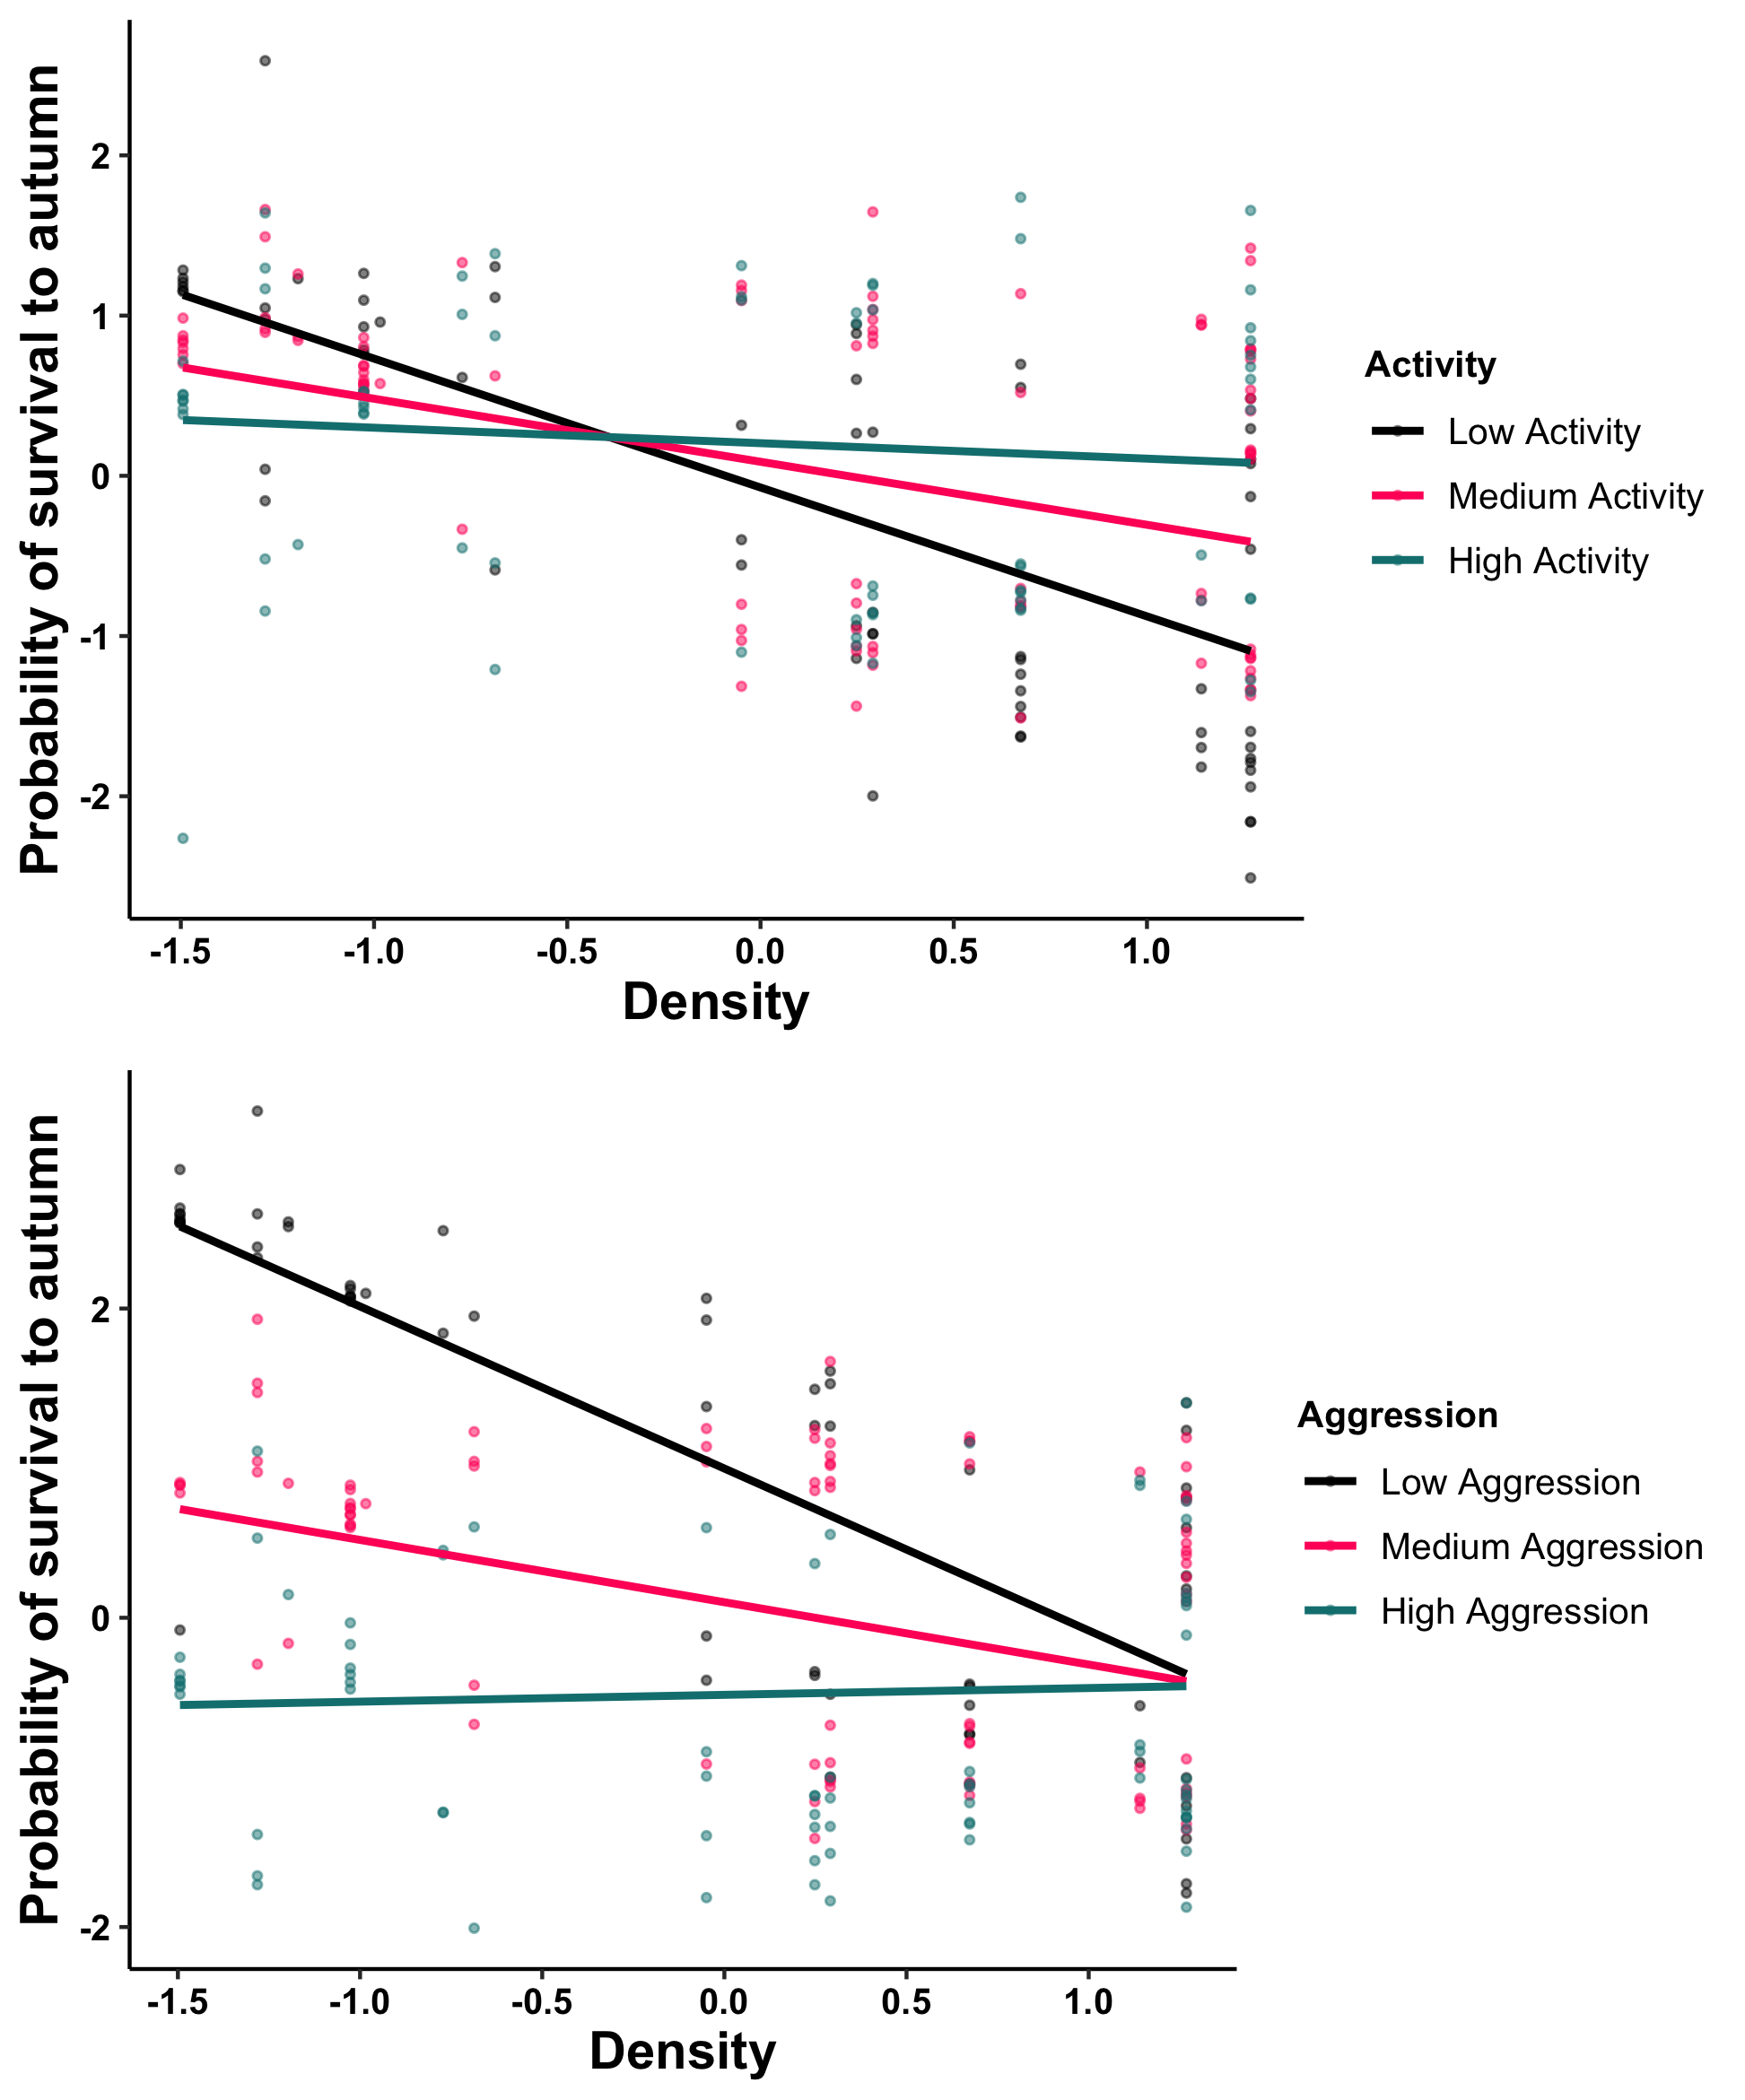 Probability of survival to autumn
2
1
0
-1
-2
-1.5 -1.0 -0.5 0.0 0.5 1.0
Density
Activity
Low Activity
Medium Activity
High Activity
Probability of survival to autumn
2
0
-2
-1.5 -1.0 -0.5 0.0 0.5 1.0
Density
Aggression
Low Aggression
Medium Aggression
High Aggression